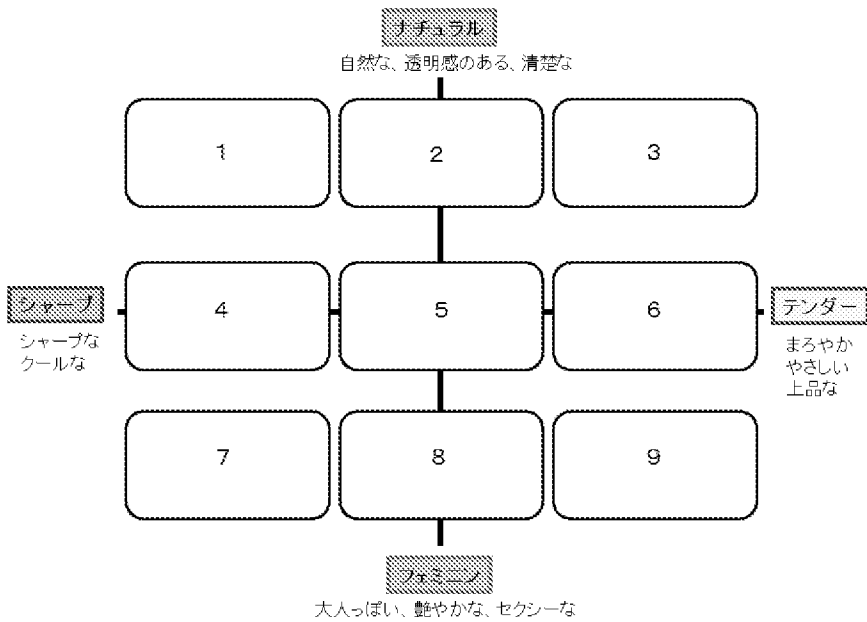 ナチュラル
自然な、透明感のある、清楚な
1
2
3
シャープ
シャープな
クールな
4
5
6
テンダー
まろやか
やさしい
上品な
7
8
9
フェミニン
大人っぽい、艶やかな、セクシーな